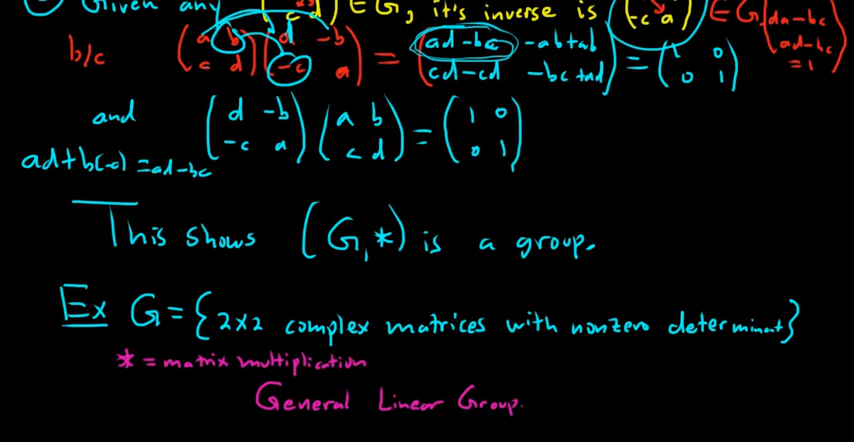 Given any (c d) ∈ G, it's inverse is (-c a) ∈ G
b/c (a b; c d)(d -b; -c a) = (ad-bc -ab+ab; cd-cd -bc+ad) = (1 0; 0 1)
da-bc
ad-bc
=1
and (d -b; -c a)(a b; c d) = (1 0; 0 1)
ad+b(-c)=ad-bc
This shows (G,*) is a group.
Ex G = {2x2 complex matrices with nonzero determinat}
* = matrix multiplication
General Linear Group.